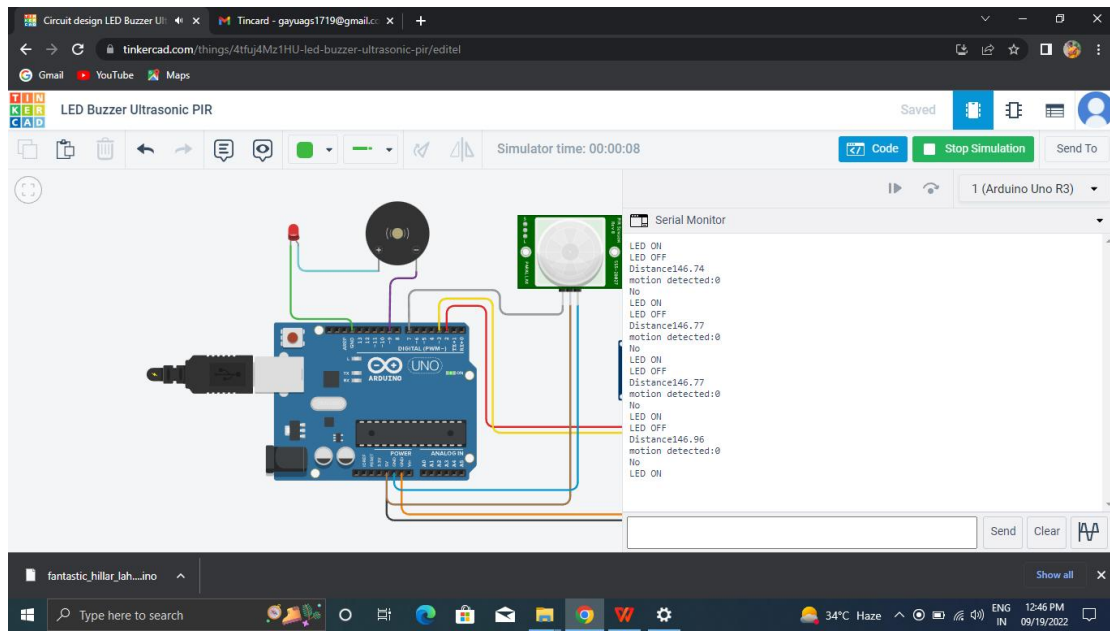 Circuit design LED Buzzer Ult
Tincard - gayuags1719@gmail.co
tinkercad.com/things/4tfuj4Mz1HU-led-buzzer-ultrasonic-pir/editel
Gmail YouTube Maps
TIN
KER
CAD
LED Buzzer Ultrasonic PIR
Saved
Simulator time: 00:00:08
Code
Stop Simulation
Send To
1 (Arduino Uno R3)
Serial Monitor
LED ON
LED OFF
Distance146.74
motion detected:0
No
LED ON
LED OFF
Distance146.77
motion detected:0
No
LED ON
LED OFF
Distance146.77
motion detected:0
No
LED ON
LED OFF
Distance146.96
motion detected:0
No
LED ON
DIGITAL (PWM~)
UNO
ARDUINO
POWER
ANALOG IN
Send
Clear
fantastic_hillar_lah....ino
Show all
Type here to search
34°C Haze
ENG
IN
12:46 PM
09/19/2022